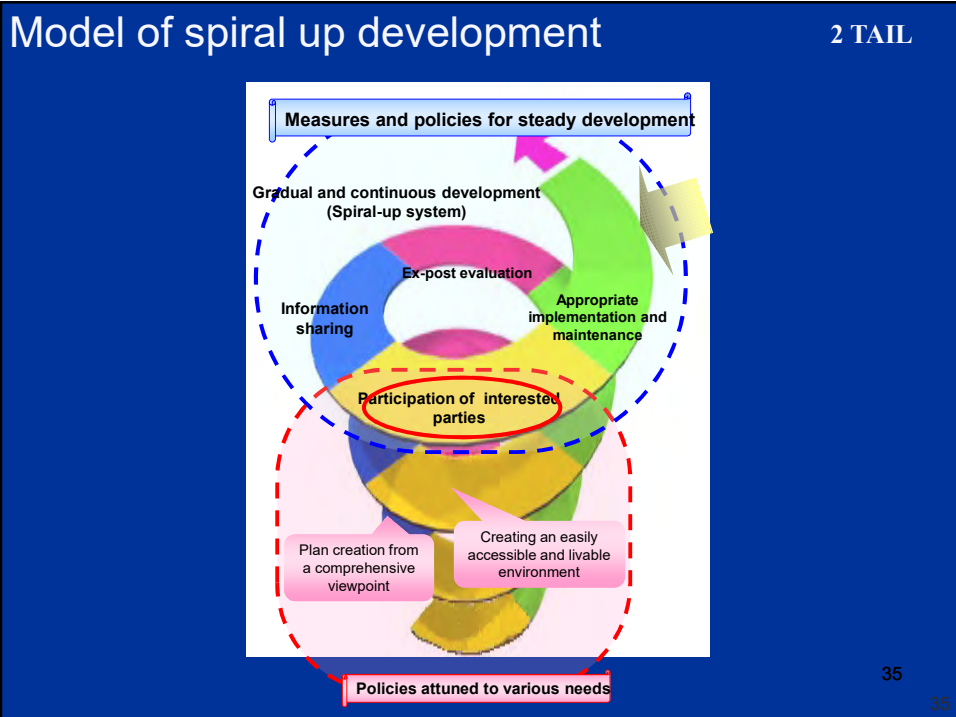 Model of spiral up development
2 TAIL
Measures and policies for steady development
Gradual and continuous development
(Spiral-up system)
Ex-post evaluation
Information
sharing
Appropriate
implementation and
maintenance
Participation of interested
parties
Creating an easily
accessible and livable
environment
Plan creation from
a comprehensive
viewpoint
Policies attuned to various needs
35
35